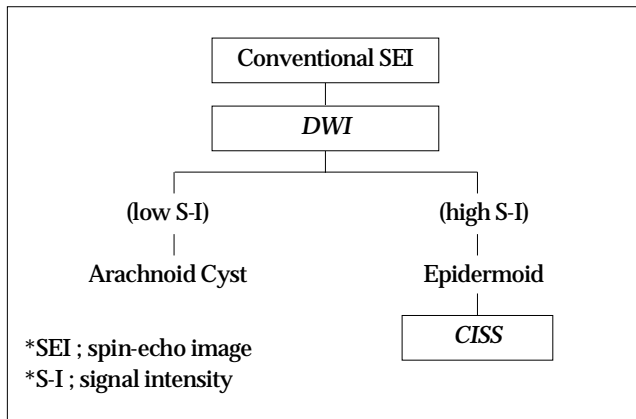 Conventional SEI
DWI
(low S-I)
(high S-I)
Arachnoid Cyst
Epidermoid
CISS
*SEI ; spin-echo image
*S-I ; signal intensity